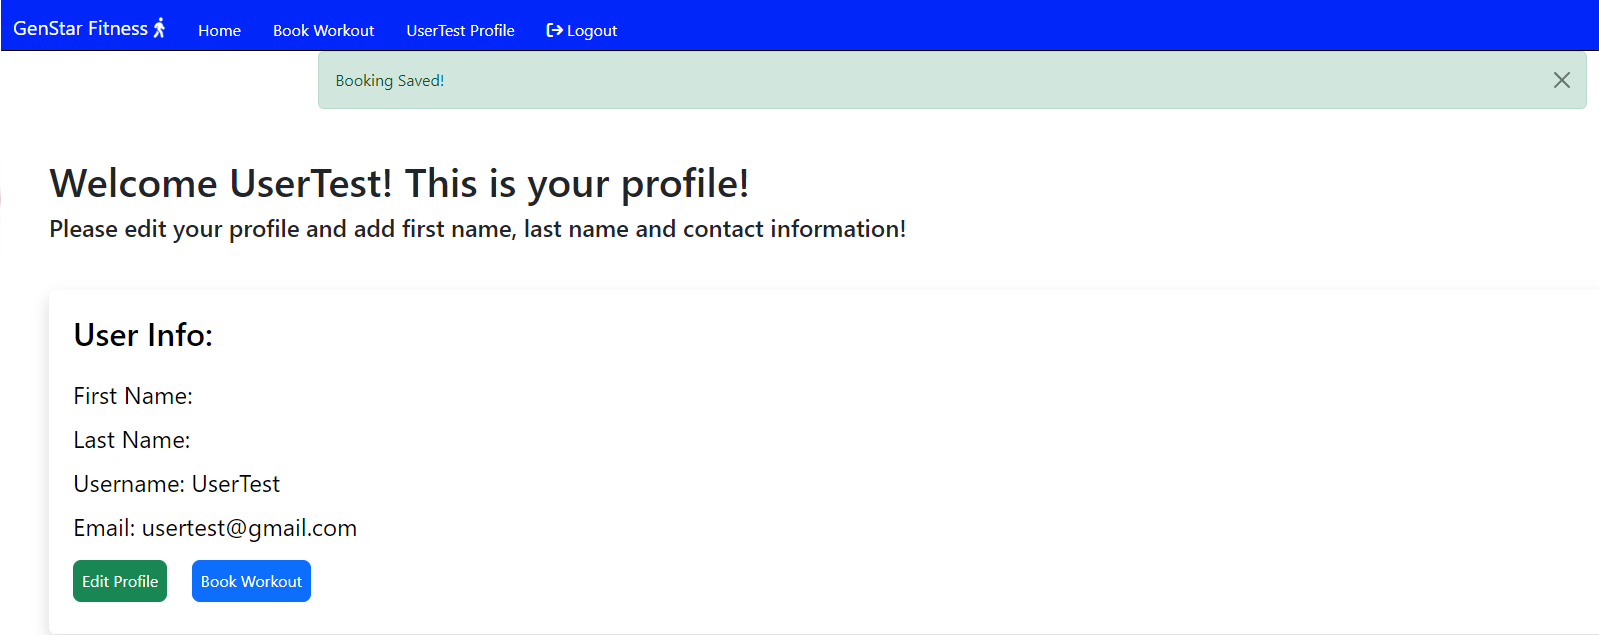 GenStar Fitness Home Book Workout UserTest Profile Logout
Booking Saved!
Welcome UserTest! This is your profile!
Please edit your profile and add first name, last name and contact information!
User Info:
First Name:
Last Name:
Username: UserTest
Email: usertest@gmail.com
Edit Profile Book Workout